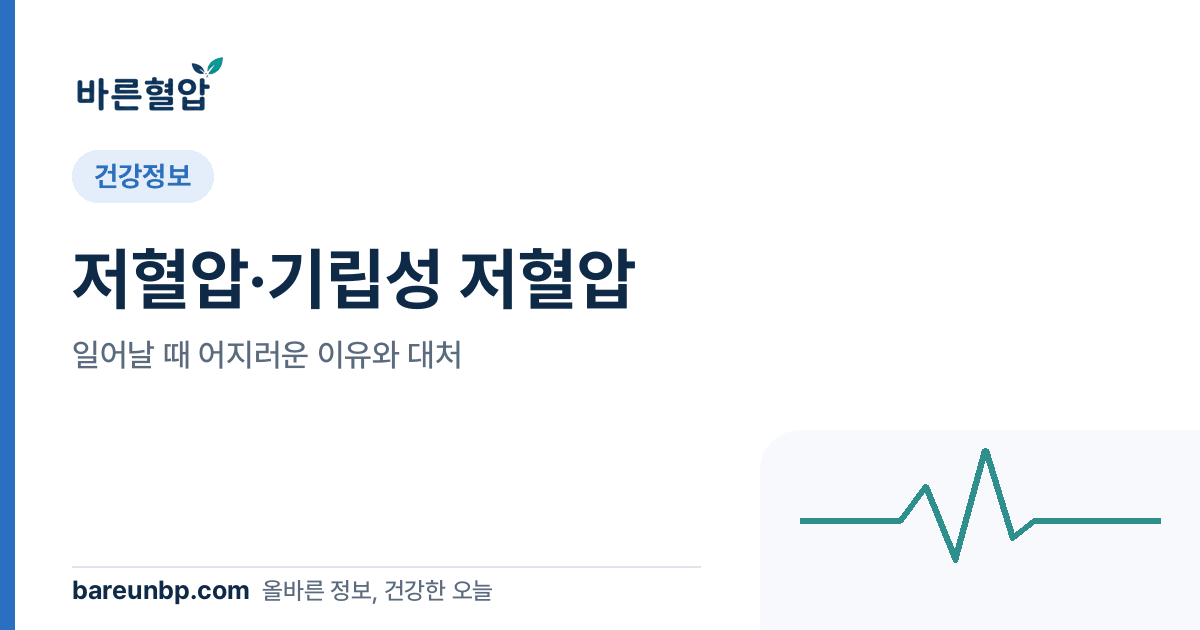 바른혈압
건강정보
저혈압·기립성 저혈압
일어날 때 어지러운 이유와 대처
bareunbp.com 올바른 정보, 건강한 오늘